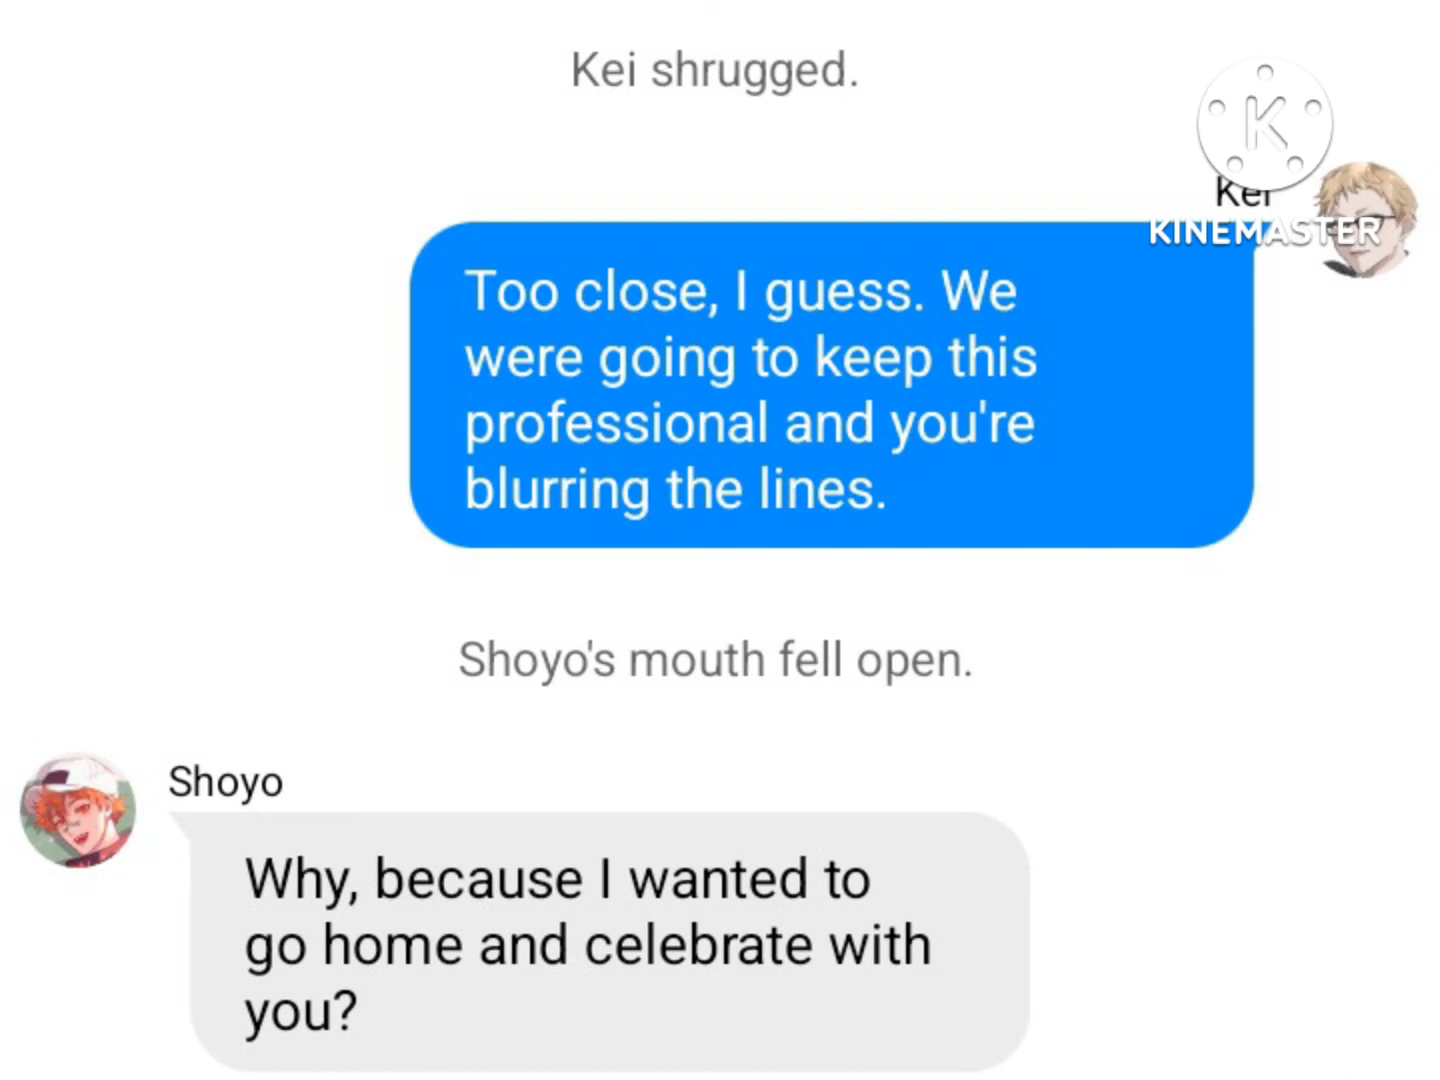 Kei shrugged.
K
Kei
KINEMASTER
Too close, I guess. We
were going to keep this
professional and you're
blurring the lines.
Shoyo's mouth fell open.
Shoyo
Why, because I wanted to
go home and celebrate with
you?